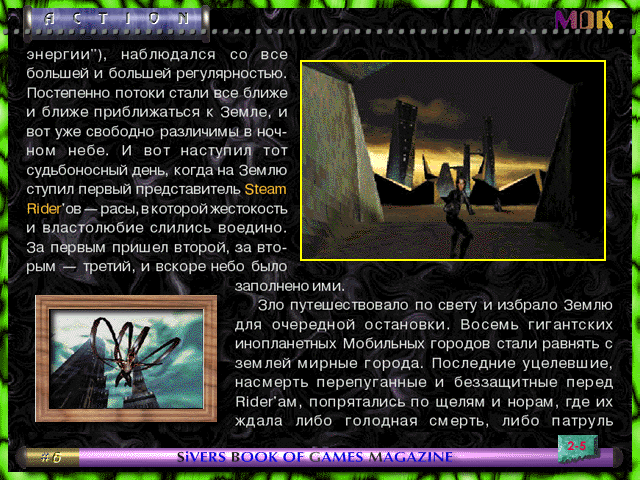 ACTION
MDK
энергии"), наблюдался со все
большей и большей регулярностью.
Постепенно потоки стали все ближе
и ближе приближаться к Земле, и
вот уже свободно различимы в ноч-
ном небе. И вот наступил тот
судьбоносный день, когда на Землю
ступил первый представитель Steam
Rider'ов — расы, в которой жестокость
и властолюбие слились воедино.
За первым пришел второй, за вто-
рым — третий, и вскоре небо было
заполнено ими.
Зло путешествовало по свету и избрало Землю
для очередной остановки. Восемь гигантских
инопланетных Мобильных городов стали равнять с
землей мирные города. Последние уцелевшие,
насмерть перепуганные и беззащитные перед
Rider'ам, попрятались по щелям и норам, где их
ждала либо голодная смерть, либо патруль
2-5
#6
SiVERS BOOK OF GAMES MAGAZINE